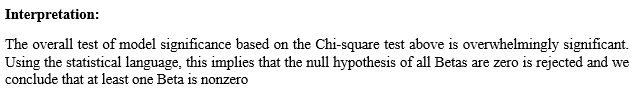 Interpretation:
The overall test of model significance based on the Chi-square test above is overwhelmingly significant.
Using the statistical language, this implies that the null hypothesis of all Betas are zero is rejected and we
conclude that at least one Beta is nonzero